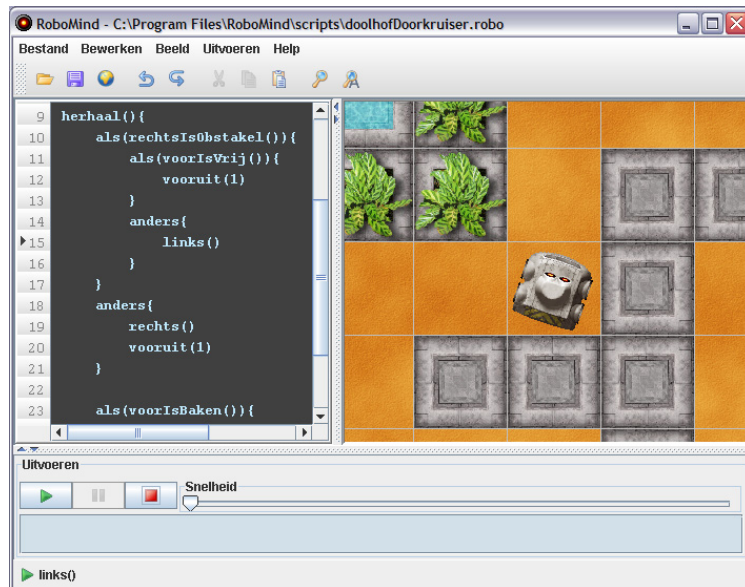 RoboMind - C:\Program Files\RoboMind\scripts\doolhofDoorkruiser.robo
Bestand Bewerken Beeld Uitvoeren Help
9 herhaal(){
10 als(rechtsIsObstakel()){
11 als(voorIsVrij()){
12 vooruit(1)
13 }
14 anders{
15 links()
16 }
17 }
18 anders{
19 rechts()
20 vooruit(1)
21 }
22
23 als(voorIsBaken()){
Uitvoeren
Snelheid
links()